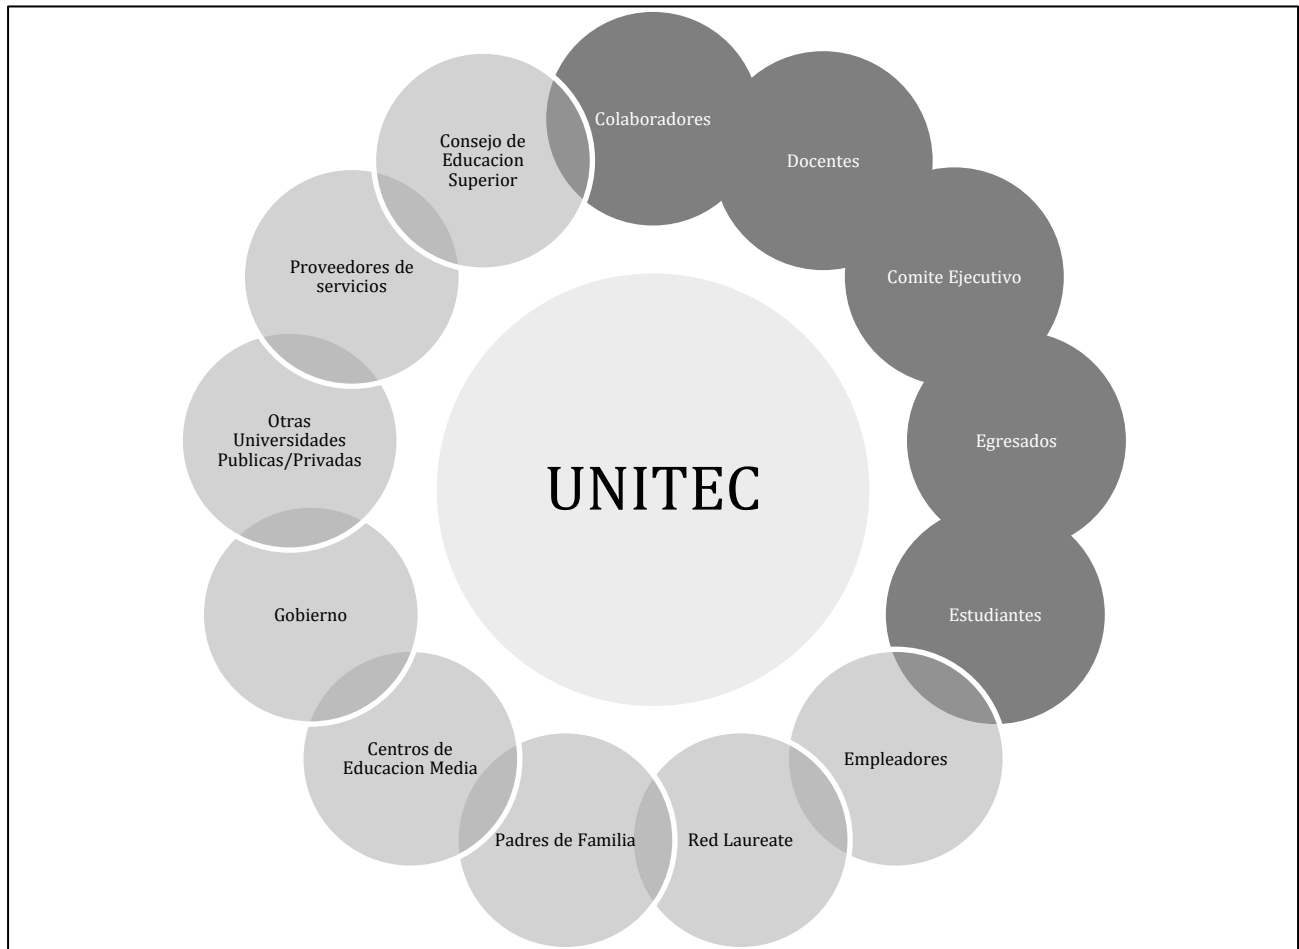 Colaboradores
Docentes
Comite Ejecutivo
Egresados
Estudiantes
Empleadores
Red Laureate
Padres de Familia
Centros de
Educacion Media
Gobierno
Otras
Universidades
Publicas/Privadas
Proveedores de
servicios
Consejo de
Educacion
Superior
UNITEC